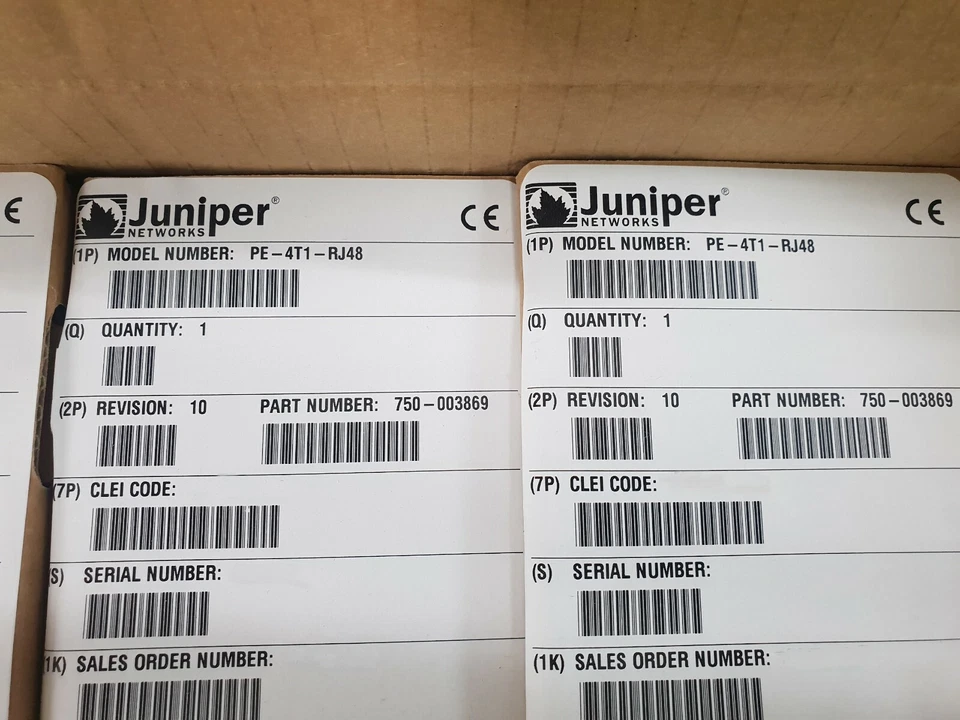 CE
Juniper®
NETWORKS
CE
(1P) MODEL NUMBER: PE-4T1-RJ48
(Q) QUANTITY: 1
(2P) REVISION: 10 PART NUMBER: 750-003869
(7P) CLEI CODE:
(S) SERIAL NUMBER:
(1K) SALES ORDER NUMBER:
Juniper®
NETWORKS
CE
(1P) MODEL NUMBER: PE-4T1-RJ48
(Q) QUANTITY: 1
(2P) REVISION: 10 PART NUMBER: 750-003869
(7P) CLEI CODE:
(S) SERIAL NUMBER:
(1K) SALES ORDER NUMBER: